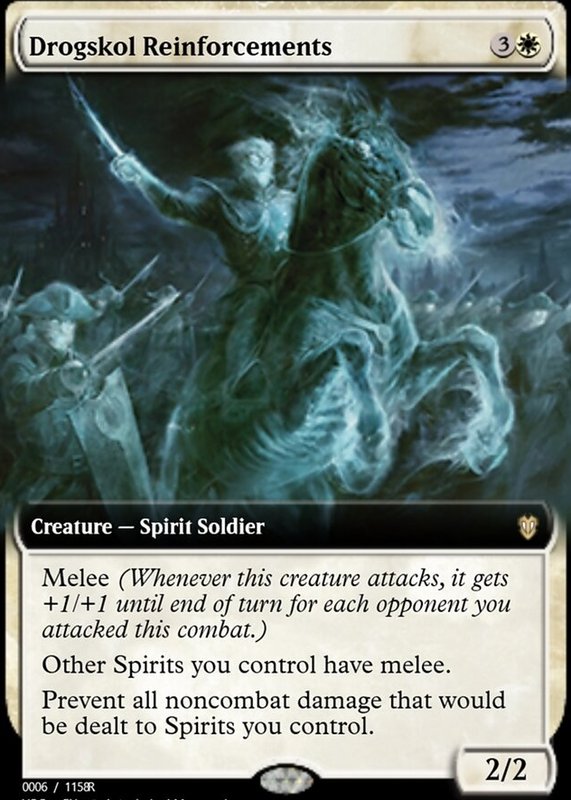 Drogskol Reinforcements 3
Creature — Spirit Soldier
Melee (Whenever this creature attacks, it gets
+1/+1 until end of turn for each opponent you
attacked this combat.)
Other Spirits you control have melee.
Prevent all noncombat damage that would
be dealt to Spirits you control.
2/2
0006 / 1158R